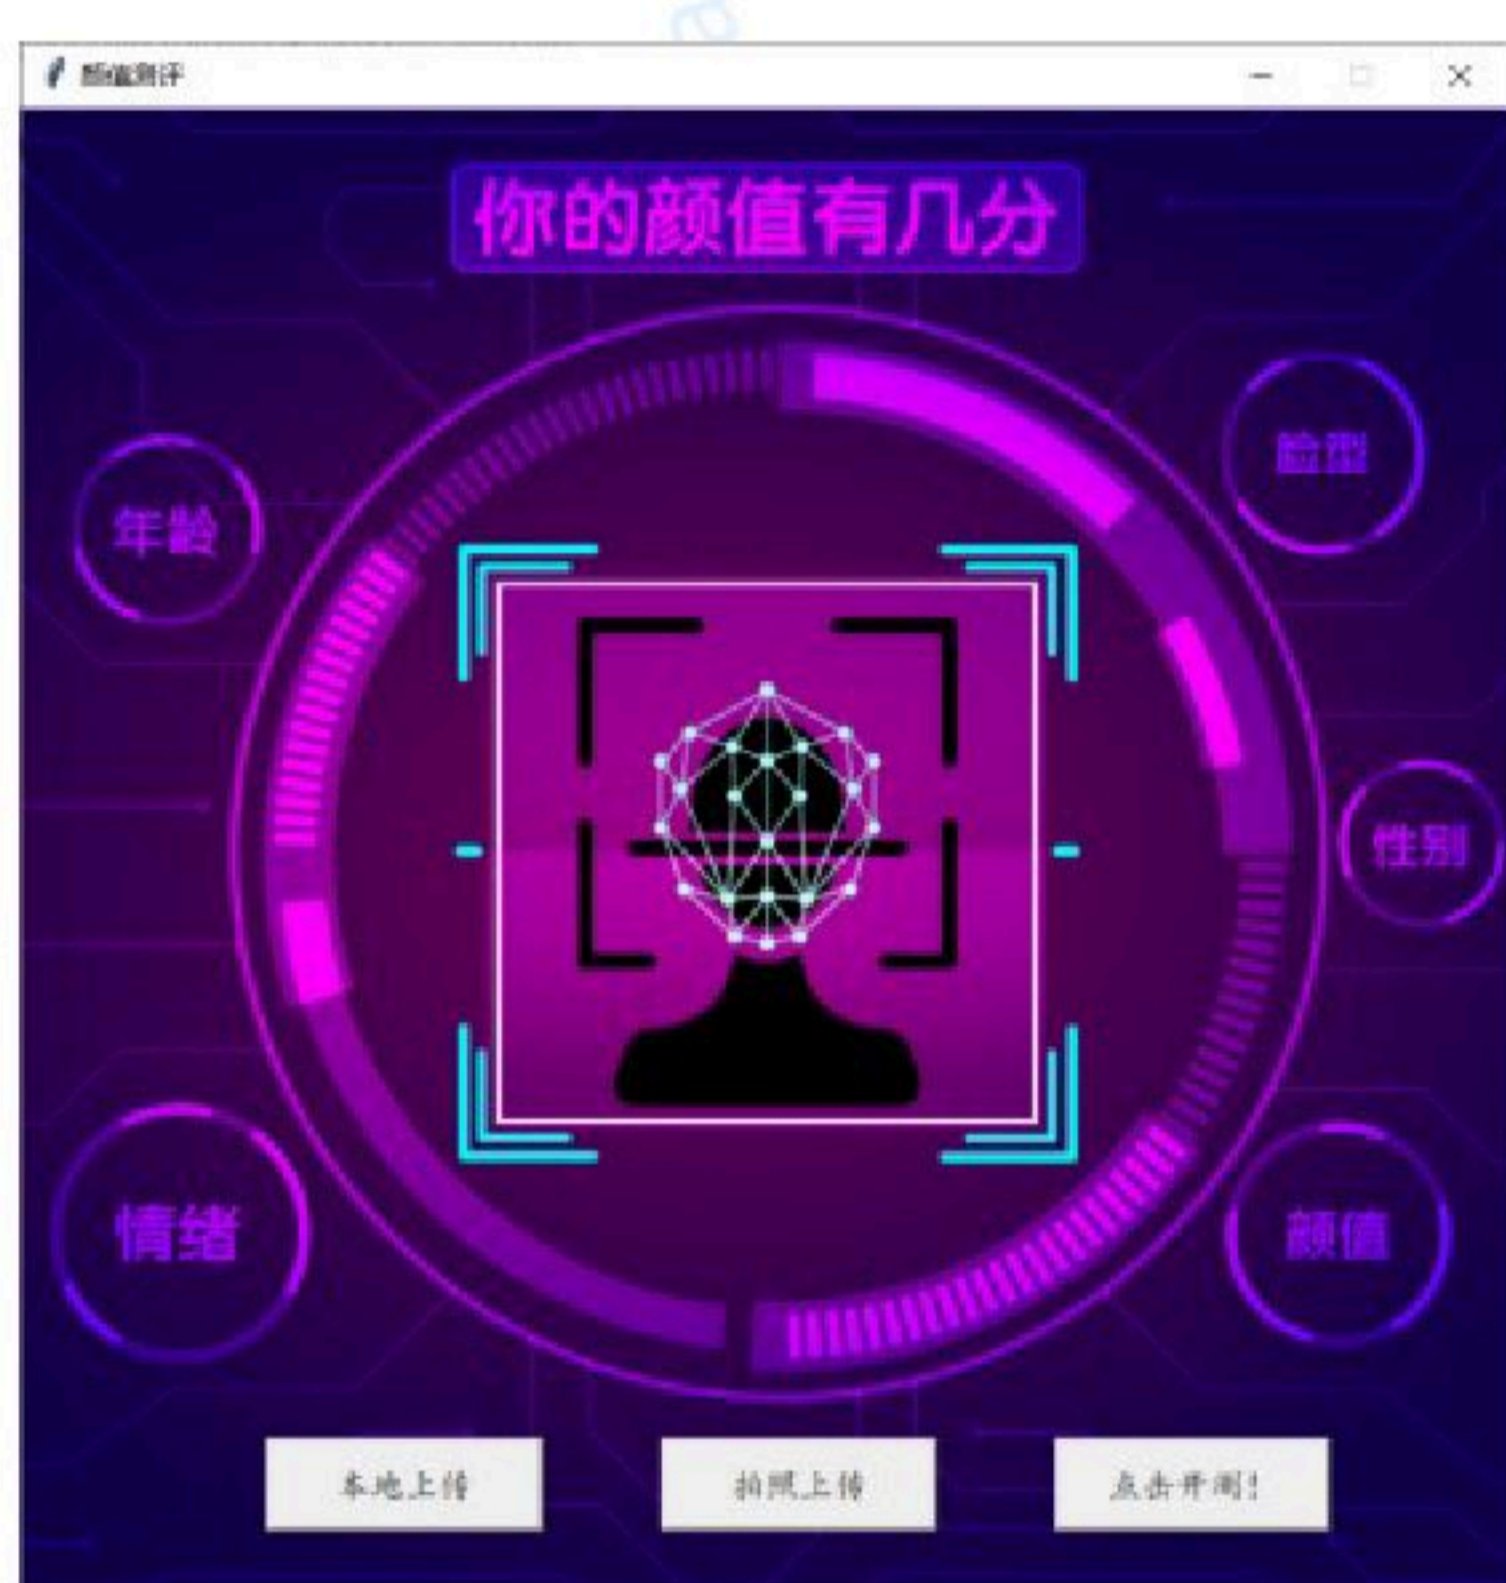 颜值测评
你的颜值有几分
脸型
年龄
性别
情绪
颜值
本地上传
拍照上传
点击开测!